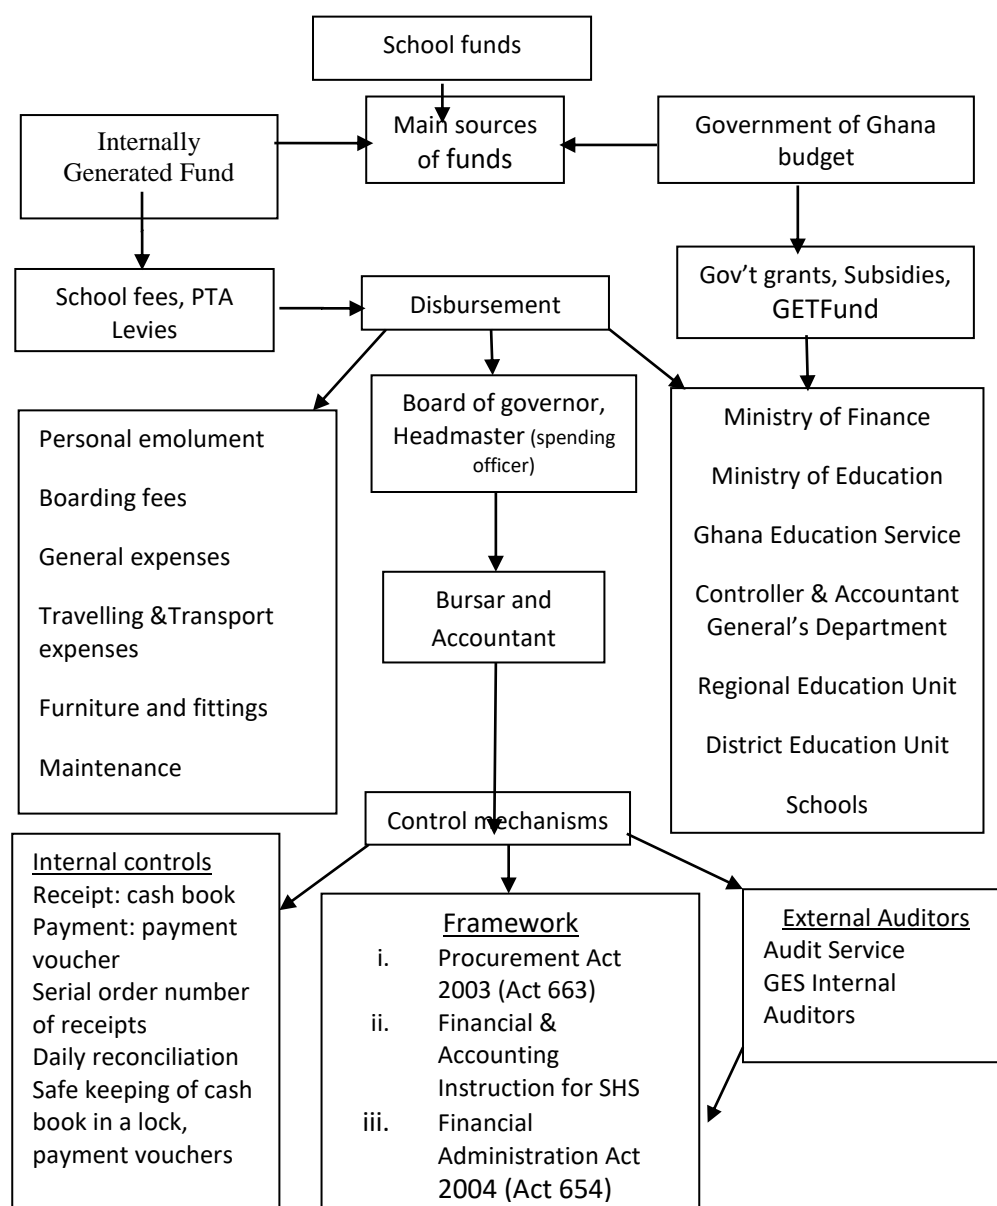 School funds
Internally
Generated Fund
Main sources
of funds
Government of Ghana
budget
School fees, PTA
Levies
Disbursement
Gov't grants, Subsidies,
GETFund
Personal emolument
Boarding fees
General expenses
Travelling &Transport
expenses
Furniture and fittings
Maintenance
Board of governor,
Headmaster (spending
officer)
Bursar and
Accountant
Ministry of Finance
Ministry of Education
Ghana Education Service
Controller & Accountant
General's Department
Regional Education Unit
District Education Unit
Schools
Control mechanisms
Internal controls
Receipt: cash book
Payment: payment
voucher
Serial order number
of receipts
Daily reconciliation
Safe keeping of cash
book in a lock,
payment vouchers
Framework
i. Procurement Act
2003 (Act 663)
ii. Financial &
Accounting
Instruction for SHS
iii. Financial
Administration Act
2004 (Act 654)
External Auditors
Audit Service
GES Internal
Auditors